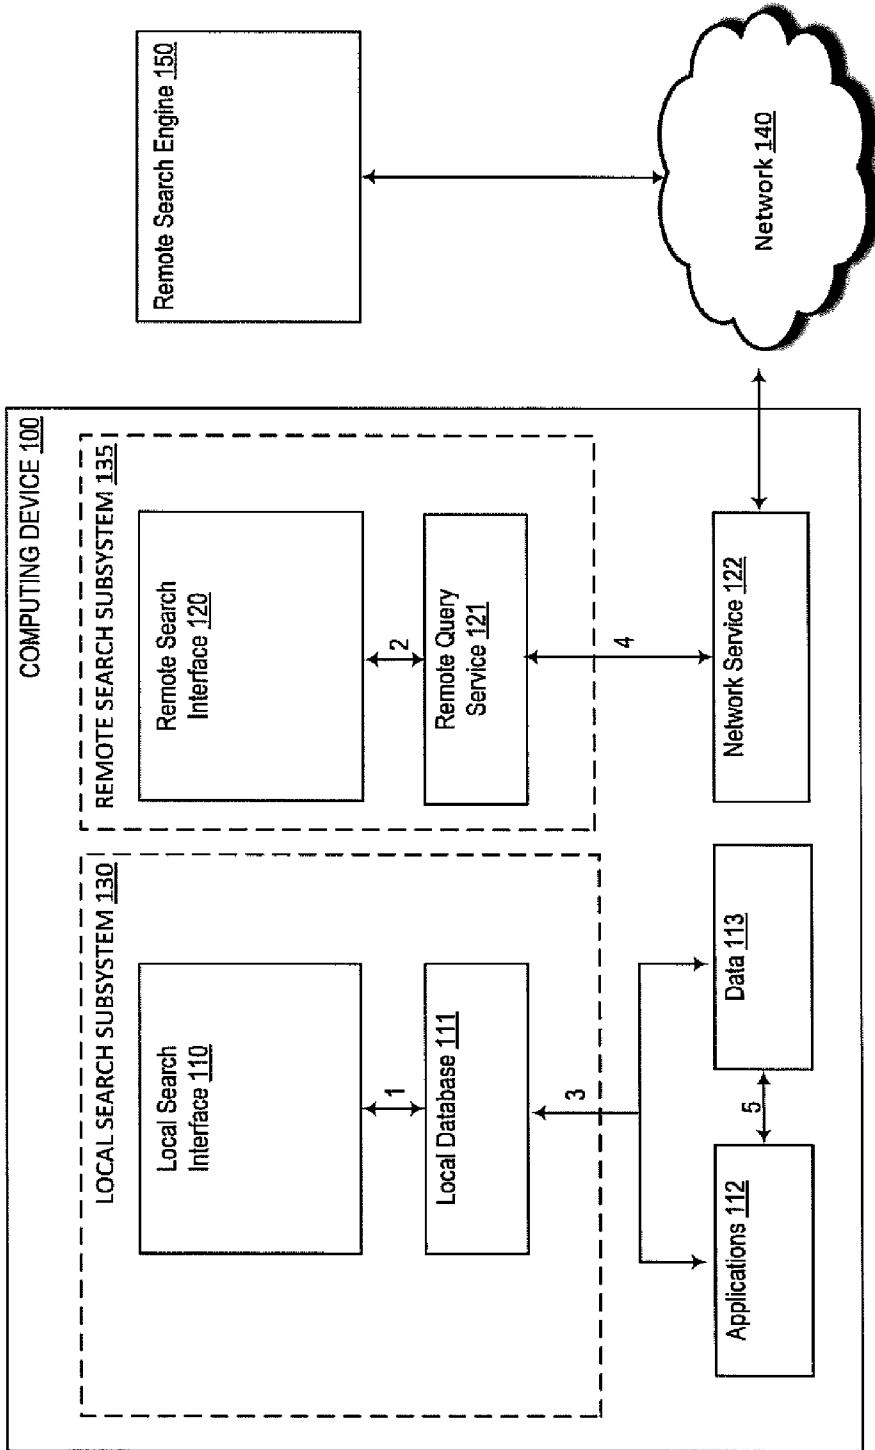 COMPUTING DEVICE 100
LOCAL SEARCH SUBSYSTEM 130
Local Search
Interface 110
1
Local Database 111
3
Applications 112
5
Data 113
REMOTE SEARCH SUBSYSTEM 135
Remote Search
Interface 120
2
Remote Query
Service 121
4
Network Service 122
Remote Search Engine 150
Network 140